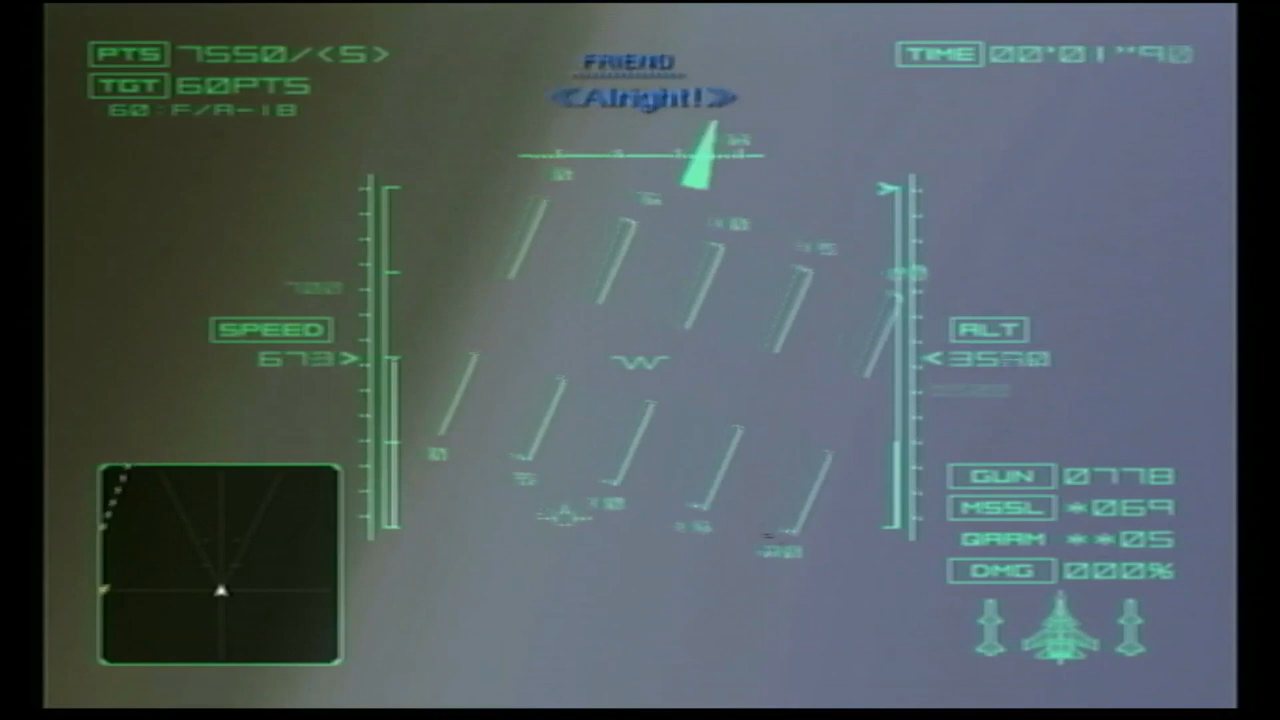 PTS 7550/<5>
TGT 60PTS
60:F/A-18
FRIEND
<<Alright!>>
TIME 00'01"90
SPEED
673>
ALT
GUN 0778
MSSL *069
QAAM **05
DMG 000%